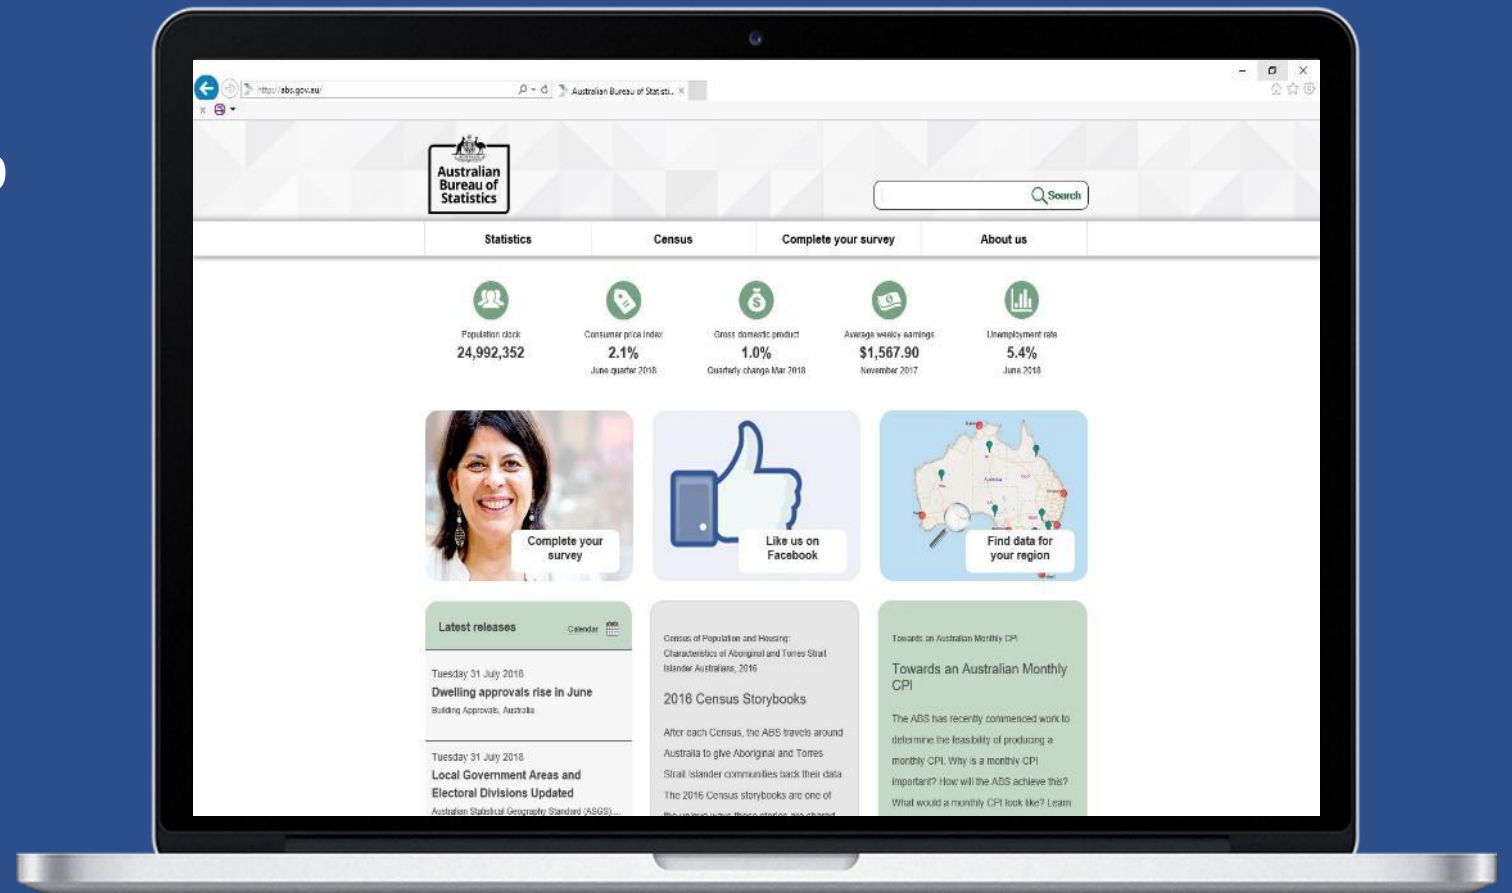 http://abs.gov.au/
Australian Bureau of Statisti...
Australian
Bureau of
Statistics
Search
Statistics
Census
Complete your survey
About us
Population clock
24,992,352
Consumer price index
2.1%
June quarter 2018
Gross domestic product
1.0%
Quarterly change Mar 2018
Average weekly earnings
$1,567.90
November 2017
Unemployment rate
5.4%
June 2018
Complete your
survey
Like us on
Facebook
Find data for
your region
Australia
Latest releases
Calendar
Tuesday 31 July 2018
Dwelling approvals rise in June
Building Approvals, Australia
Tuesday 31 July 2018
Local Government Areas and
Electoral Divisions Updated
Australian Statistical Geography Standard (ASGS)....
Census of Population and Housing:
Characteristics of Aboriginal and Torres Strait
Islander Australians, 2016
2016 Census Storybooks
After each Census, the ABS travels around
Australia to give Aboriginal and Torres
Strait Islander communities back their data
The 2016 Census storybooks are one of
the unique ways these stories are shared
Towards an Australian Monthly CPI
Towards an Australian Monthly
CPI
The ABS has recently commenced work to
determine the feasibility of producing a
monthly CPI. Why is a monthly CPI
important? How will the ABS achieve this?
What would a monthly CPI look like? Learn